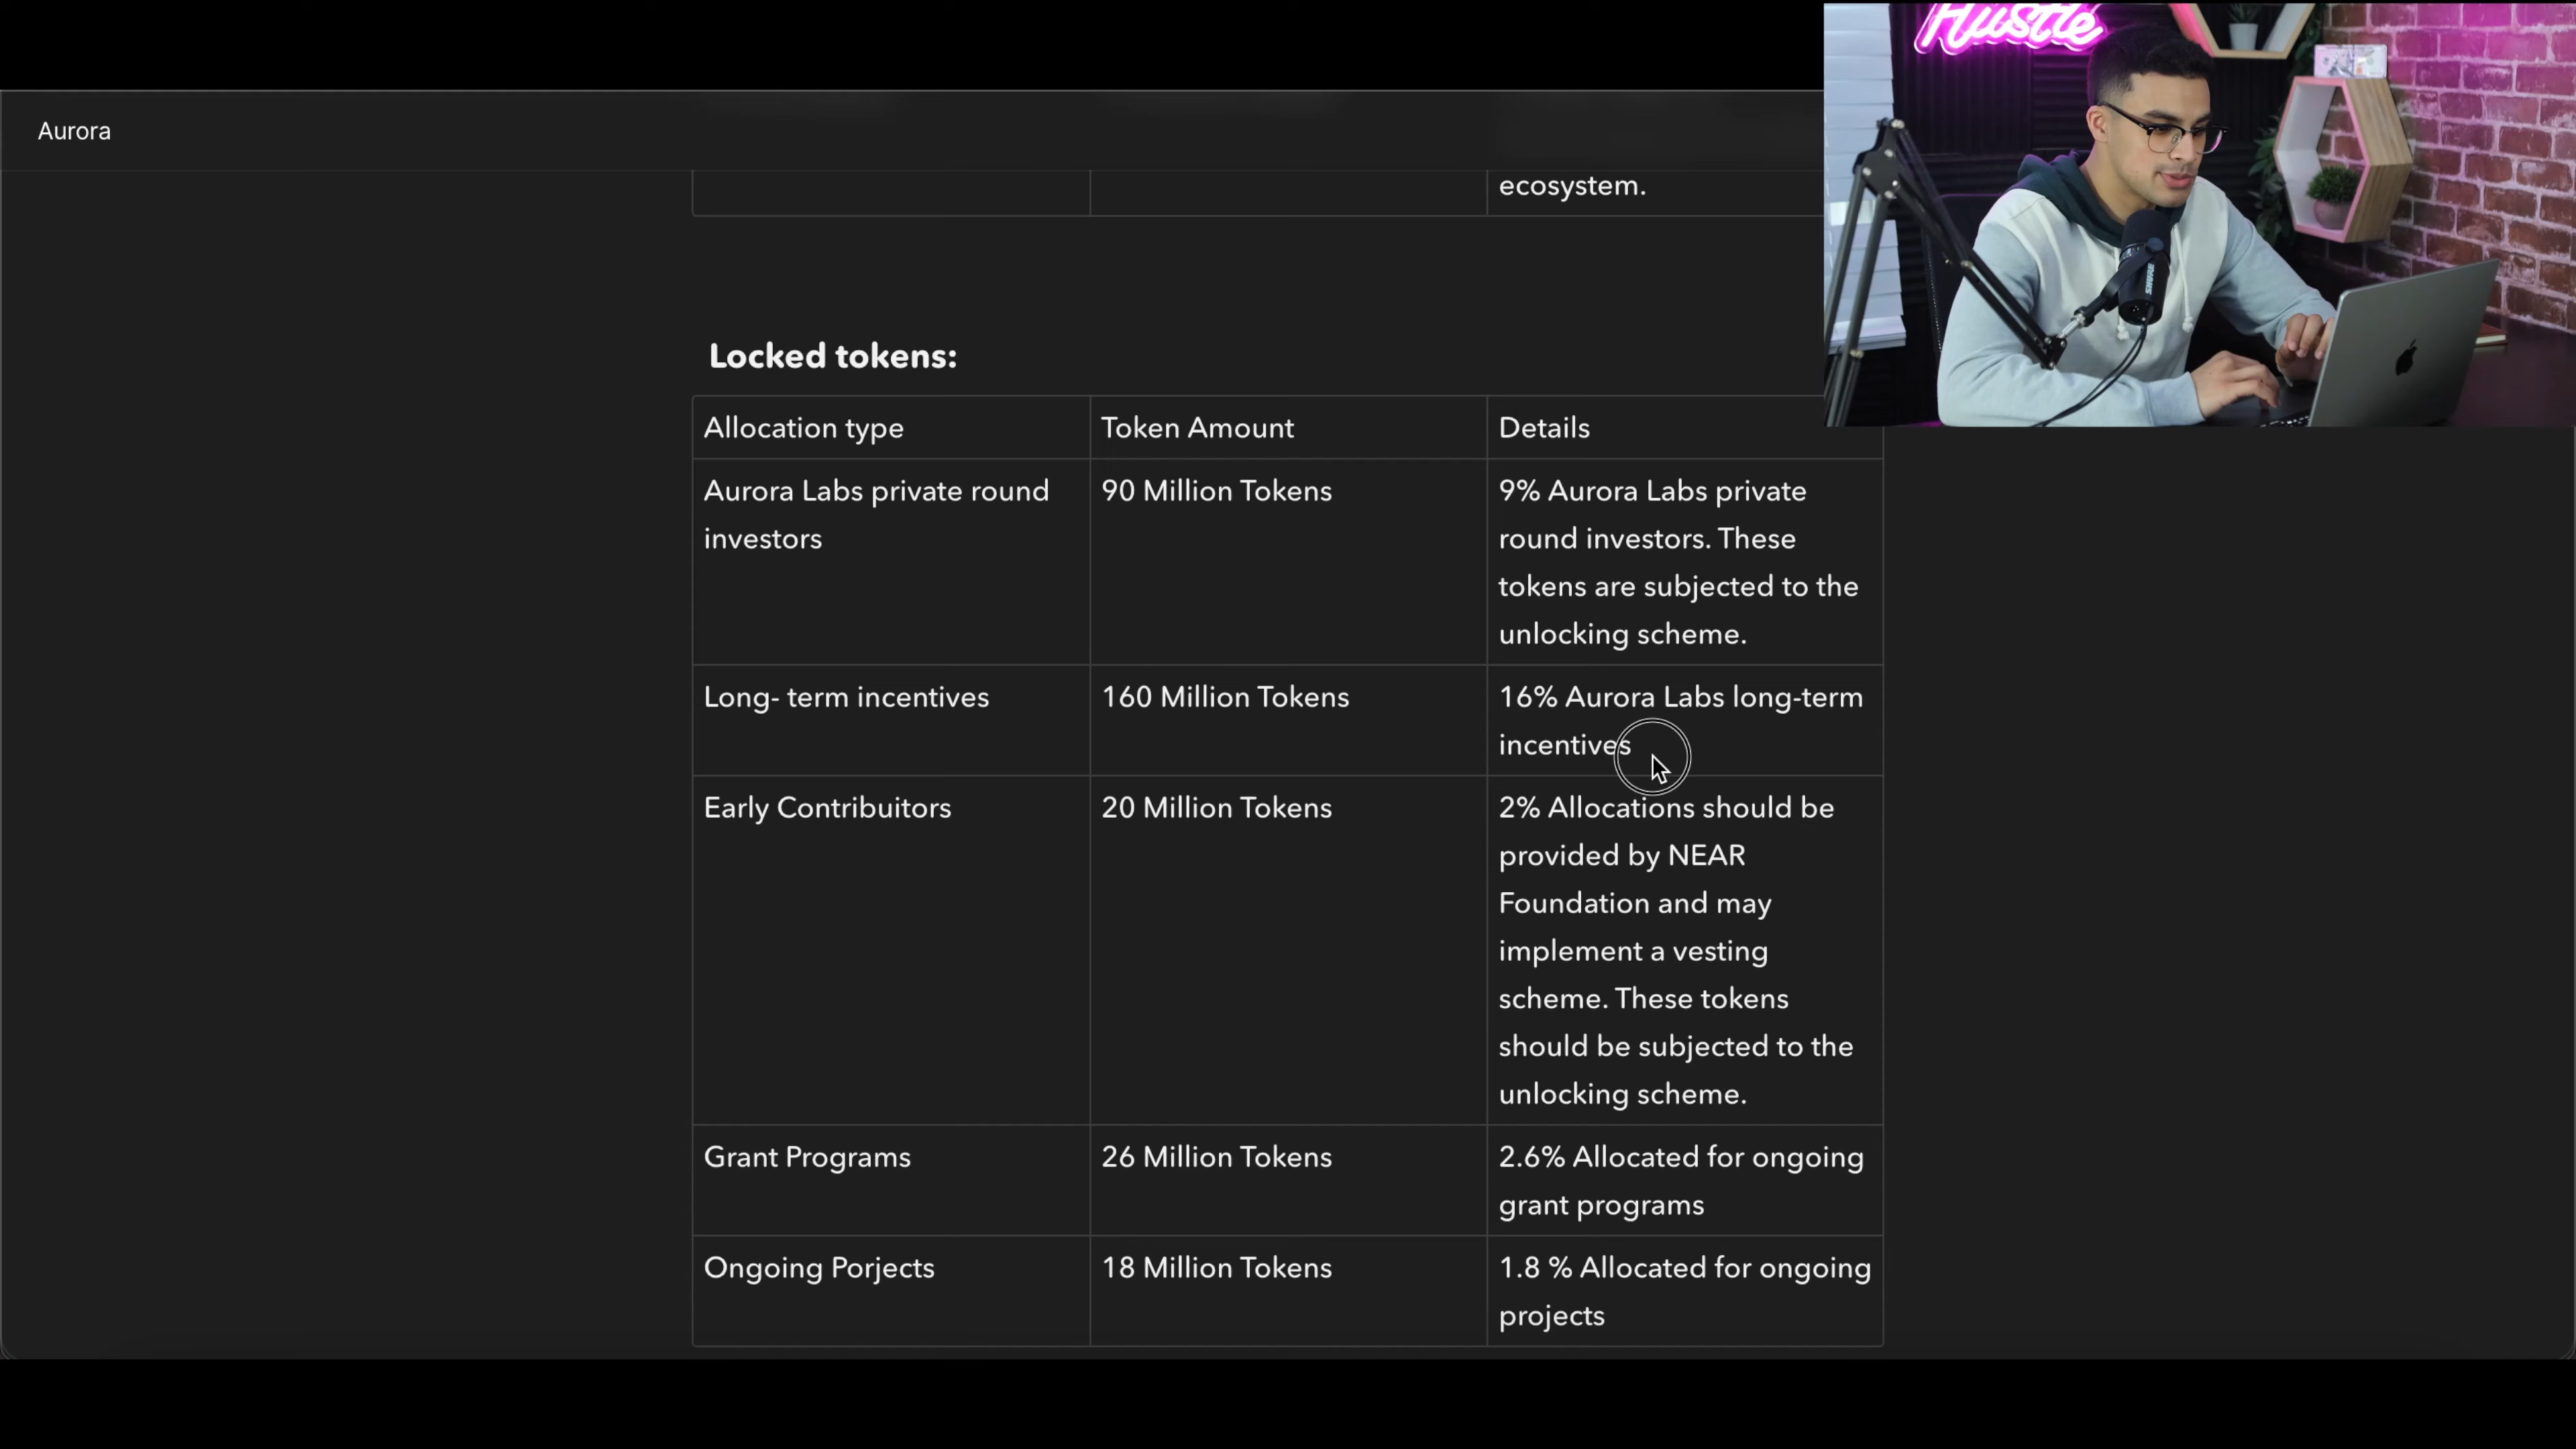 Hustle
Aurora
ecosystem.
Locked tokens:
Allocation type
Token Amount
Details
Aurora Labs private round
investors
90 Million Tokens
9% Aurora Labs private
round investors. These
tokens are subjected to the
unlocking scheme.
Long- term incentives
160 Million Tokens
16% Aurora Labs long-term
incentives
Early Contribuitors
20 Million Tokens
2% Allocations should be
provided by NEAR
Foundation and may
implement a vesting
scheme. These tokens
should be subjected to the
unlocking scheme.
Grant Programs
26 Million Tokens
2.6% Allocated for ongoing
grant programs
Ongoing Porjects
18 Million Tokens
1.8 % Allocated for ongoing
projects
SHURE